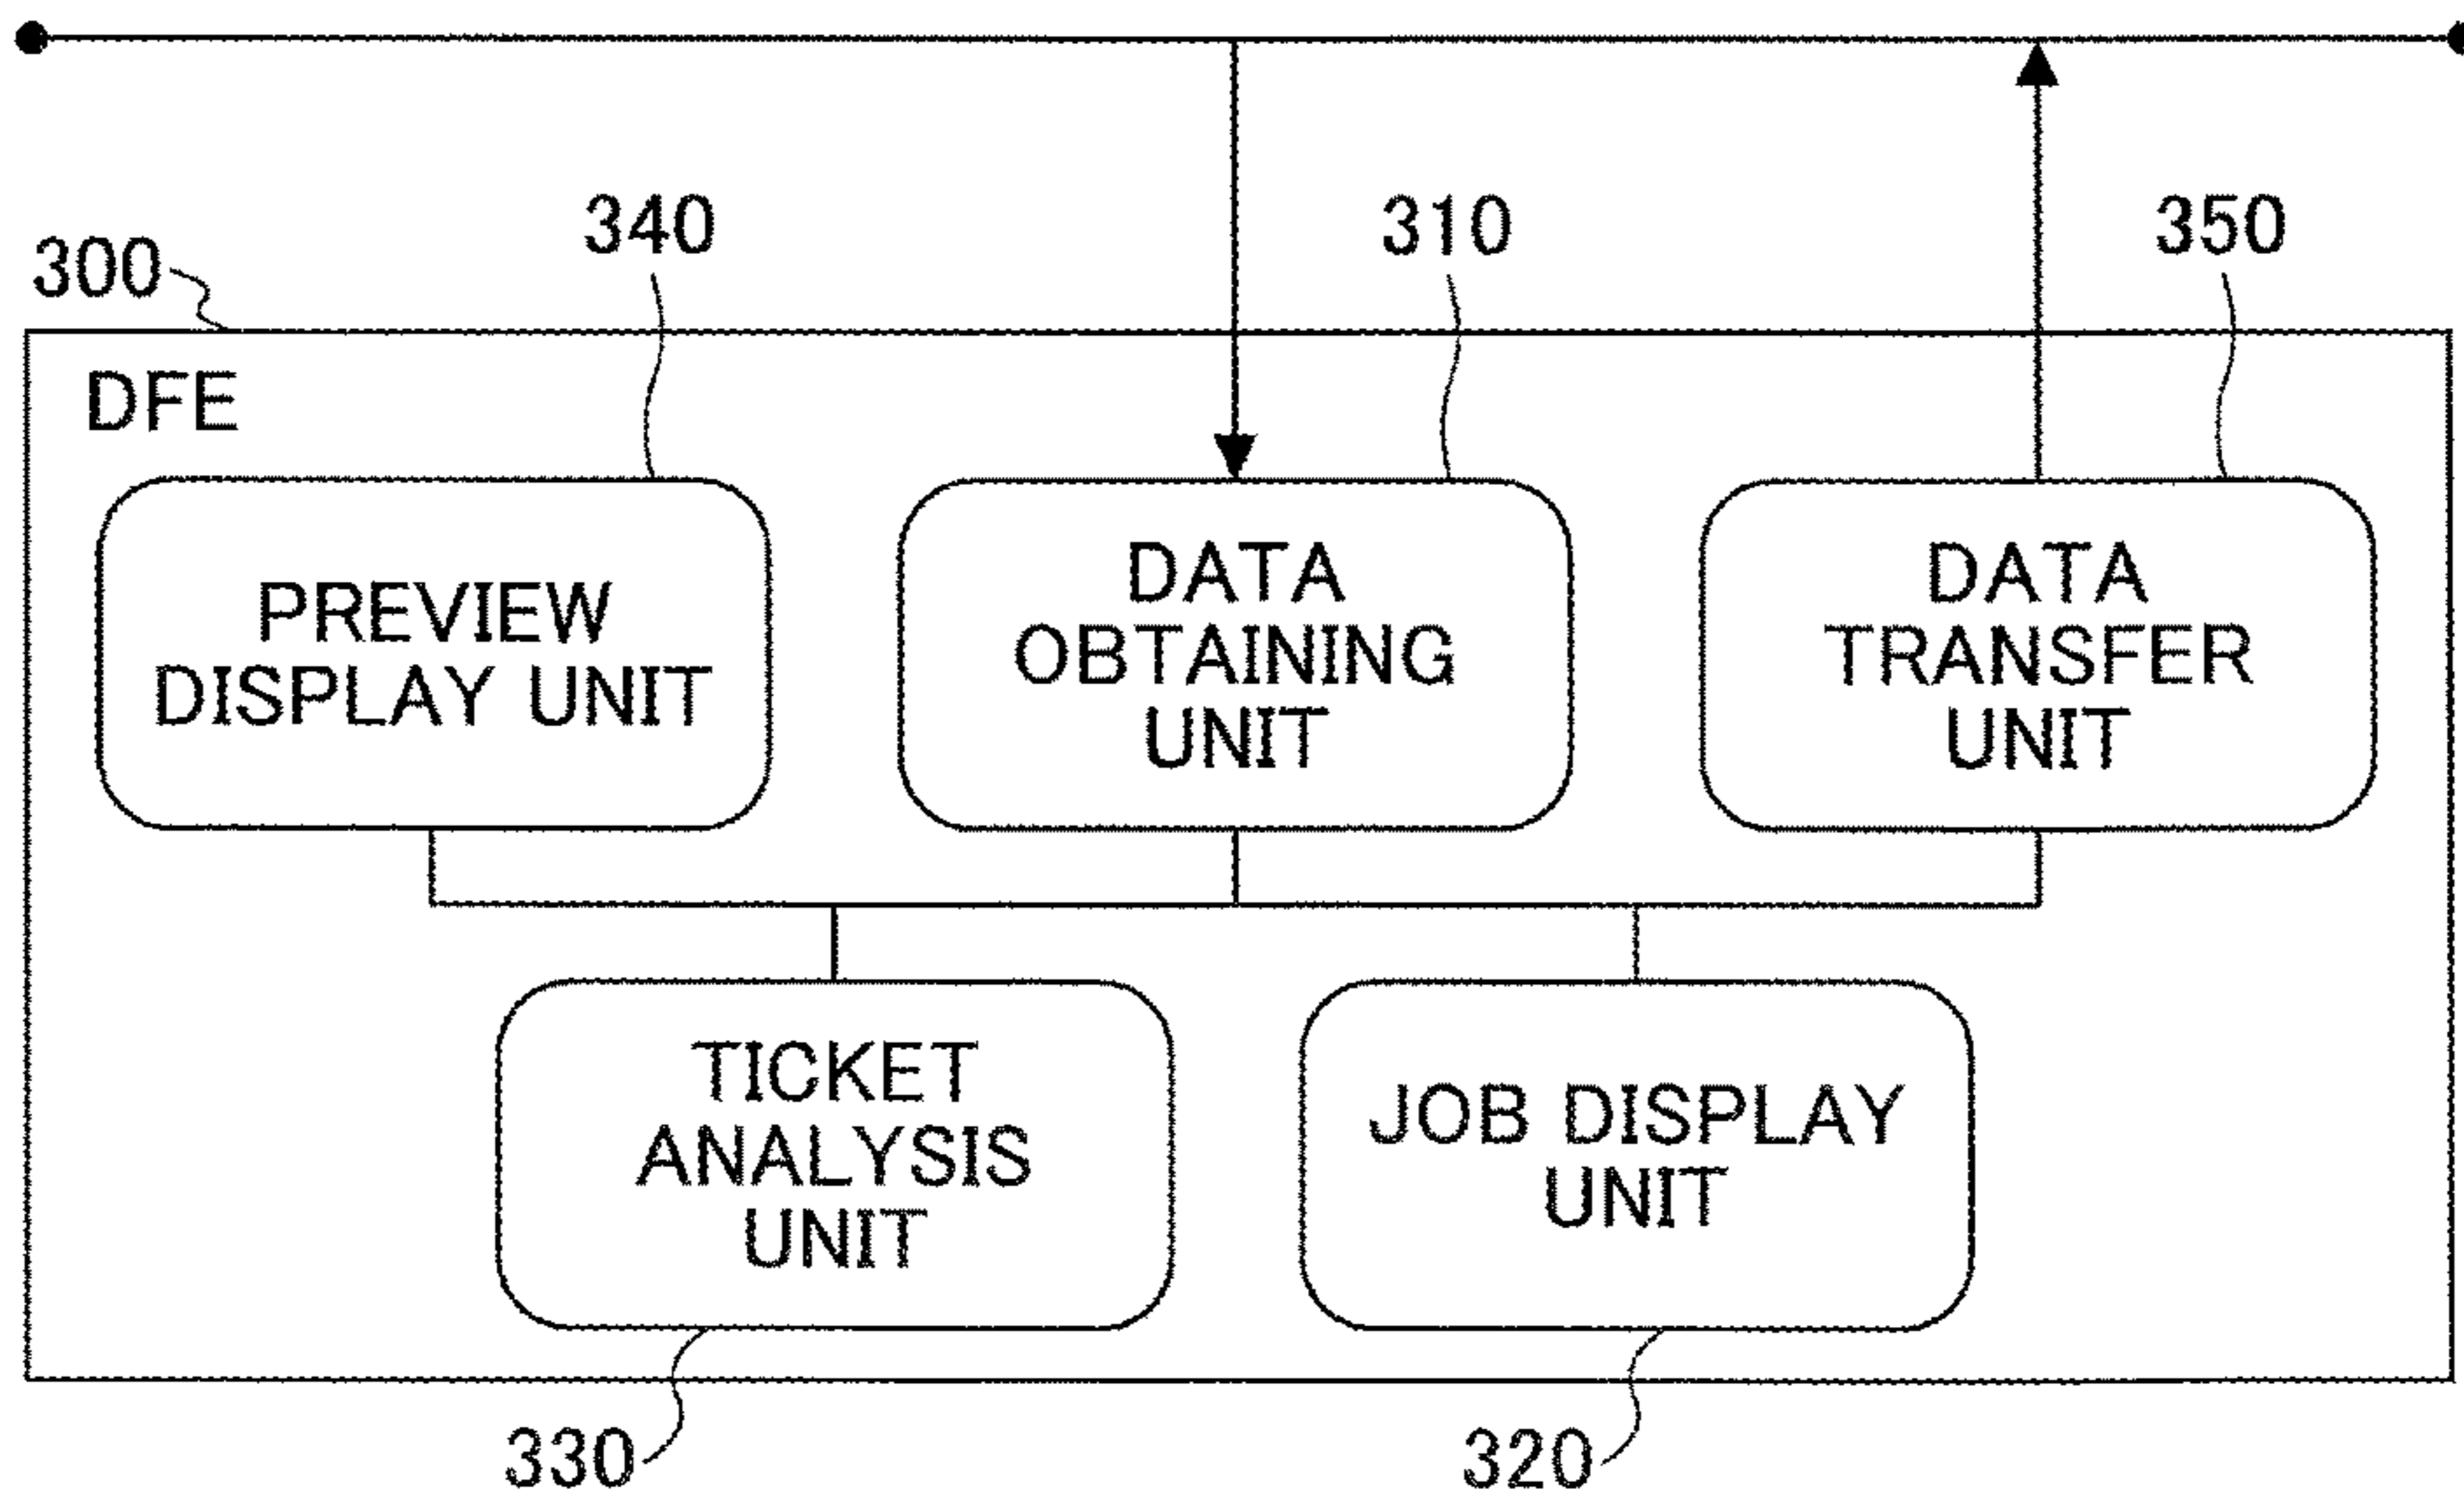 340
310
350
300
DFE
PREVIEW
DISPLAY UNIT
DATA
OBTAINING
UNIT
DATA
TRANSFER
UNIT
TICKET
ANALYSIS
UNIT
JOB DISPLAY
UNIT
330
320